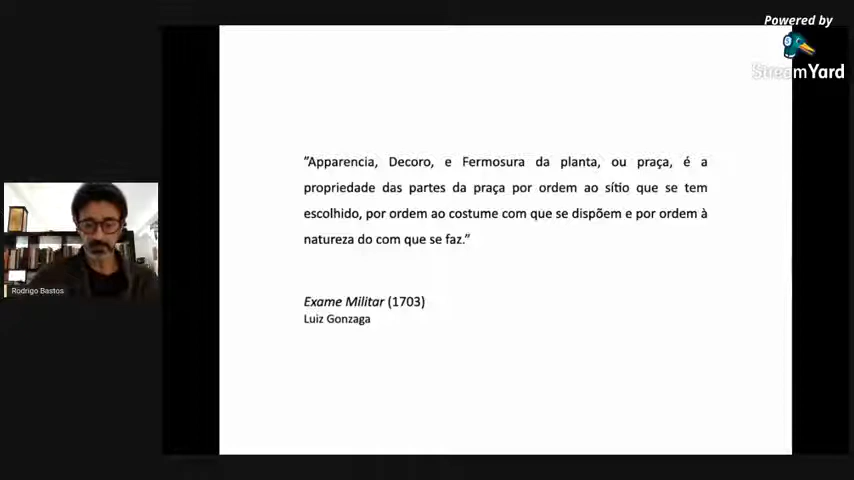 Powered by
StreamYard
"Apparencia, Decoro, e Fermosura da planta, ou praça, é a
propriedade das partes da praça por ordem ao sítio que se tem
escolhido, por ordem ao costume com que se dispõem e por ordem à
natureza do com que se faz."
Rodrigo Bastos
Exame Militar (1703)
Luiz Gonzaga